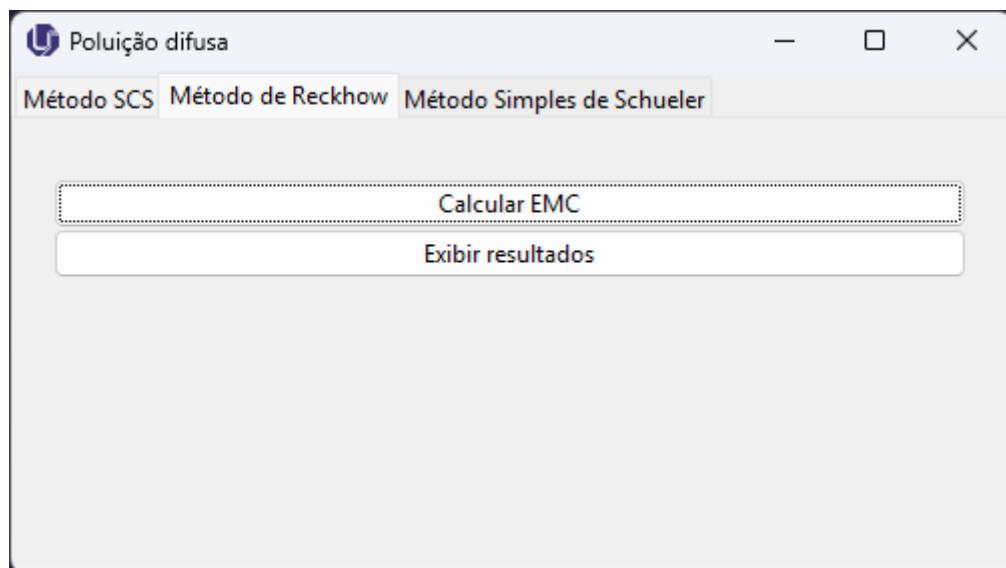 Poluição difusa
Método SCS Método de Reckhow Método Simples de Schueler
Calcular EMC
Exibir resultados